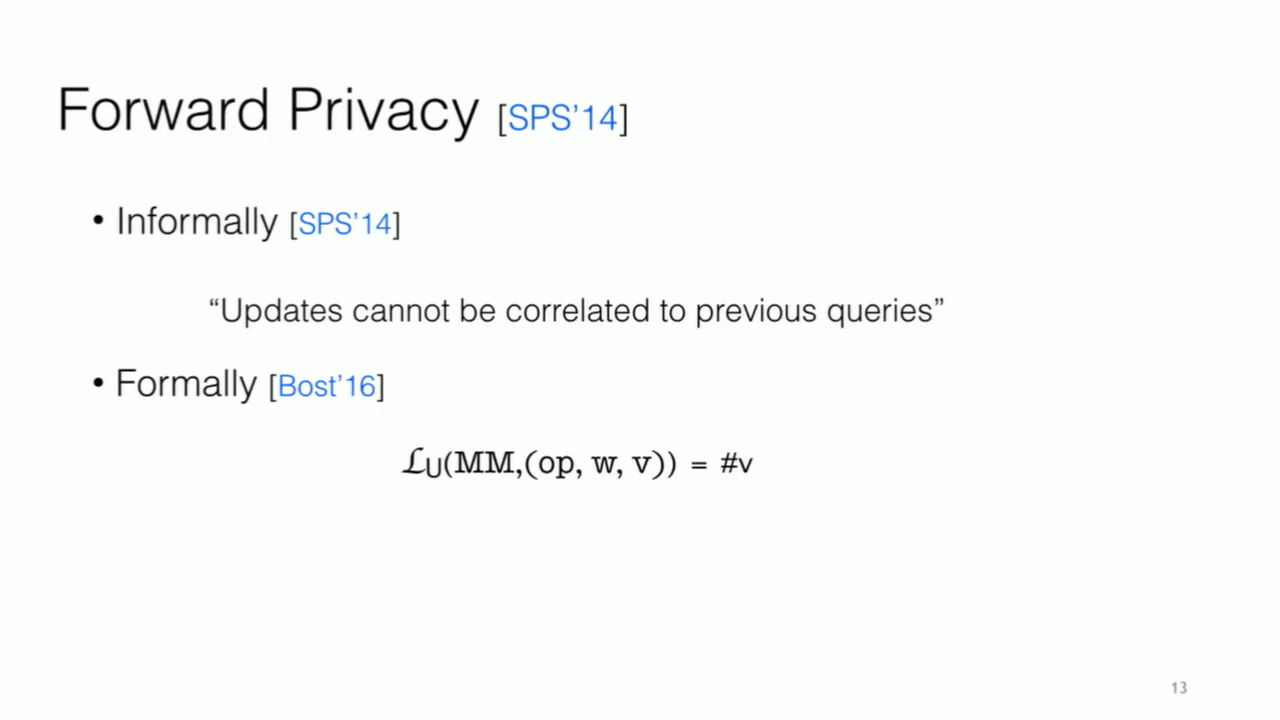 Forward Privacy [SPS’14]
• Informally [SPS’14]
“Updates cannot be correlated to previous queries”
• Formally [Bost’16]
ℒU(MM,(op, w, v)) = #v
13